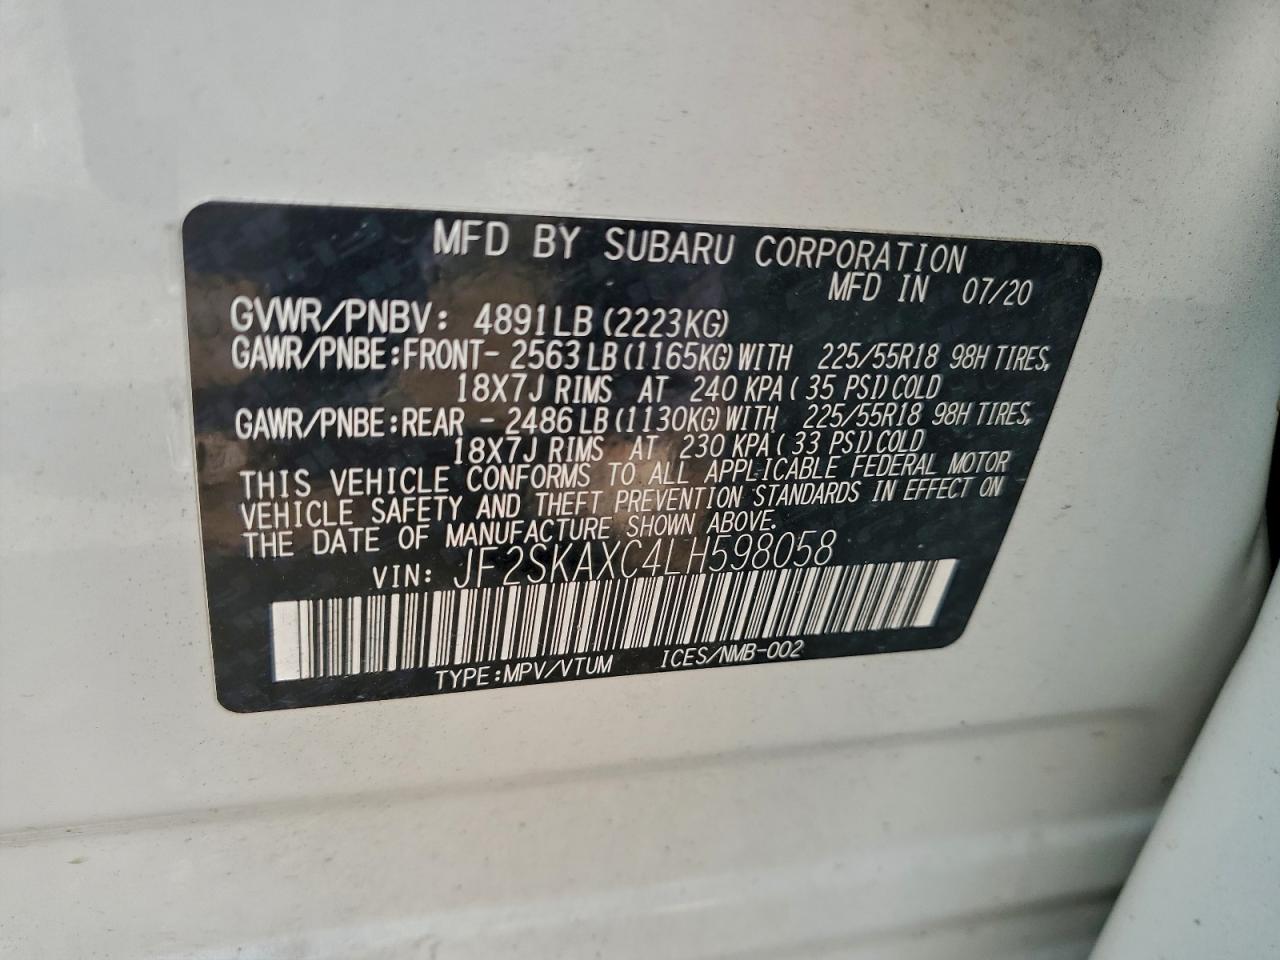 MFD BY SUBARU CORPORATION
MFD IN 07/20
GVWR/PNBV: 4891LB (2223KG)
GAWR/PNBE:FRONT- 2563 LB (1165KG) WITH 225/55R18 98H TIRES,
18X7J RIMS AT 240 KPA ( 35 PSI) COLD
GAWR/PNBE:REAR - 2486 LB (1130KG) WITH 225/55R18 98H TIRES,
18X7J RIMS AT 230 KPA ( 33 PSI) COLD
THIS VEHICLE CONFORMS TO ALL APPLICABLE FEDERAL MOTOR
VEHICLE SAFETY AND THEFT PREVENTION STANDARDS IN EFFECT ON
THE DATE OF MANUFACTURE SHOWN ABOVE.
VIN: JF2SKAXC4LH598058
TYPE:MPV/VTUM ICES/NMB-002